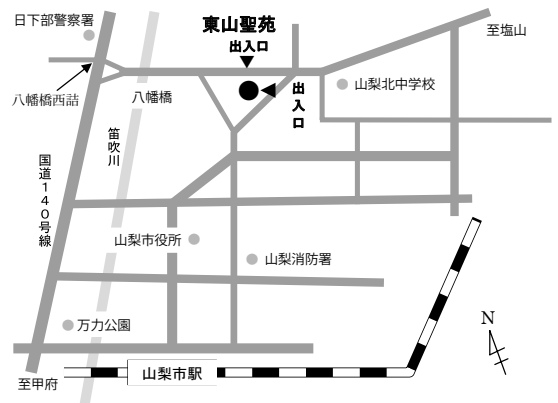 日下部警察署
東山聖苑
出入口
至塩山
八幡橋西詰
八幡橋
山梨北中学校
出入口
笛吹川
国道140号線
山梨市役所
山梨消防署
万力公園
N
山梨市駅
至甲府